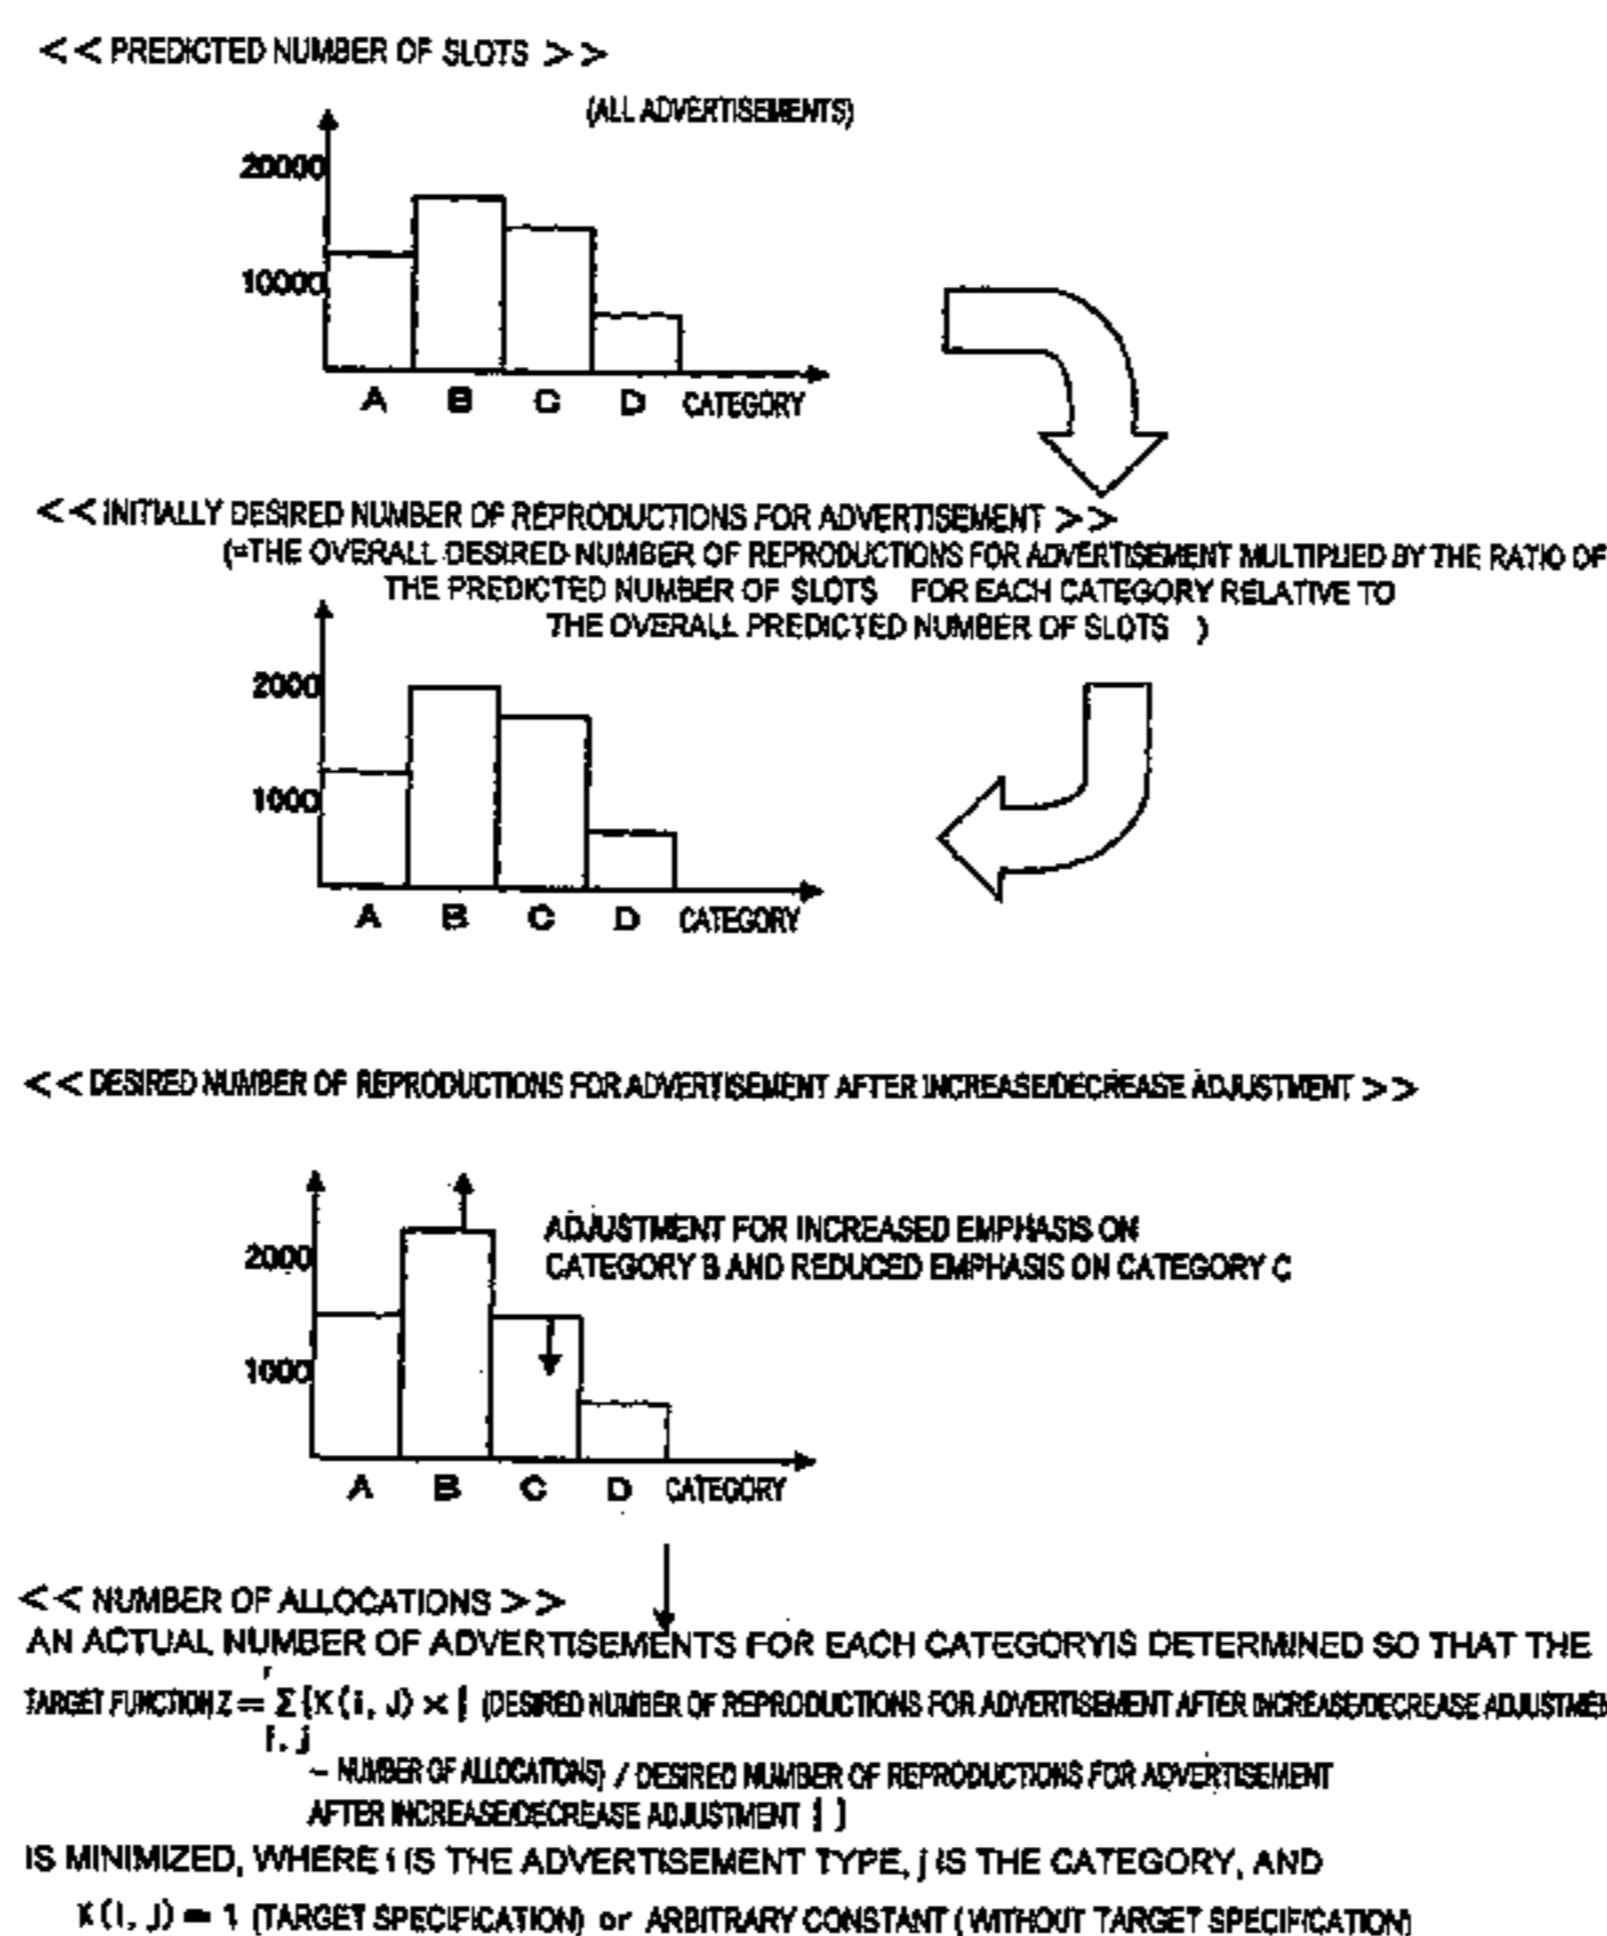 << PREDICTED NUMBER OF SLOTS >>
(ALL ADVERTISEMENTS)
20000
10000
A B C D CATEGORY
<< INITIALLY DESIRED NUMBER OF REPRODUCTIONS FOR ADVERTISEMENT >>
(=THE OVERALL DESIRED NUMBER OF REPRODUCTIONS FOR ADVERTISEMENT MULTIPLIED BY THE RATIO OF
THE PREDICTED NUMBER OF SLOTS FOR EACH CATEGORY RELATIVE TO
THE OVERALL PREDICTED NUMBER OF SLOTS )
2000
1000
A B C D CATEGORY
<< DESIRED NUMBER OF REPRODUCTIONS FOR ADVERTISEMENT AFTER INCREASE/DECREASE ADJUSTMENT >>
ADJUSTMENT FOR INCREASED EMPHASIS ON
CATEGORY B AND REDUCED EMPHASIS ON CATEGORY C
2000
1000
A B C D CATEGORY
<< NUMBER OF ALLOCATIONS >>
AN ACTUAL NUMBER OF ADVERTISEMENTS FOR EACH CATEGORY IS DETERMINED SO THAT THE
TARGET FUNCTION Z = Σ {K(i, J) × | (DESIRED NUMBER OF REPRODUCTIONS FOR ADVERTISEMENT AFTER INCREASE/DECREASE ADJUSTMEN
i, j
− NUMBER OF ALLOCATIONS) / DESIRED NUMBER OF REPRODUCTIONS FOR ADVERTISEMENT
AFTER INCREASE/DECREASE ADJUSTMENT | }
IS MINIMIZED, WHERE i IS THE ADVERTISEMENT TYPE, j IS THE CATEGORY, AND
K(i, J) = 1 (TARGET SPECIFICATION) or ARBITRARY CONSTANT (WITHOUT TARGET SPECIFICATION)